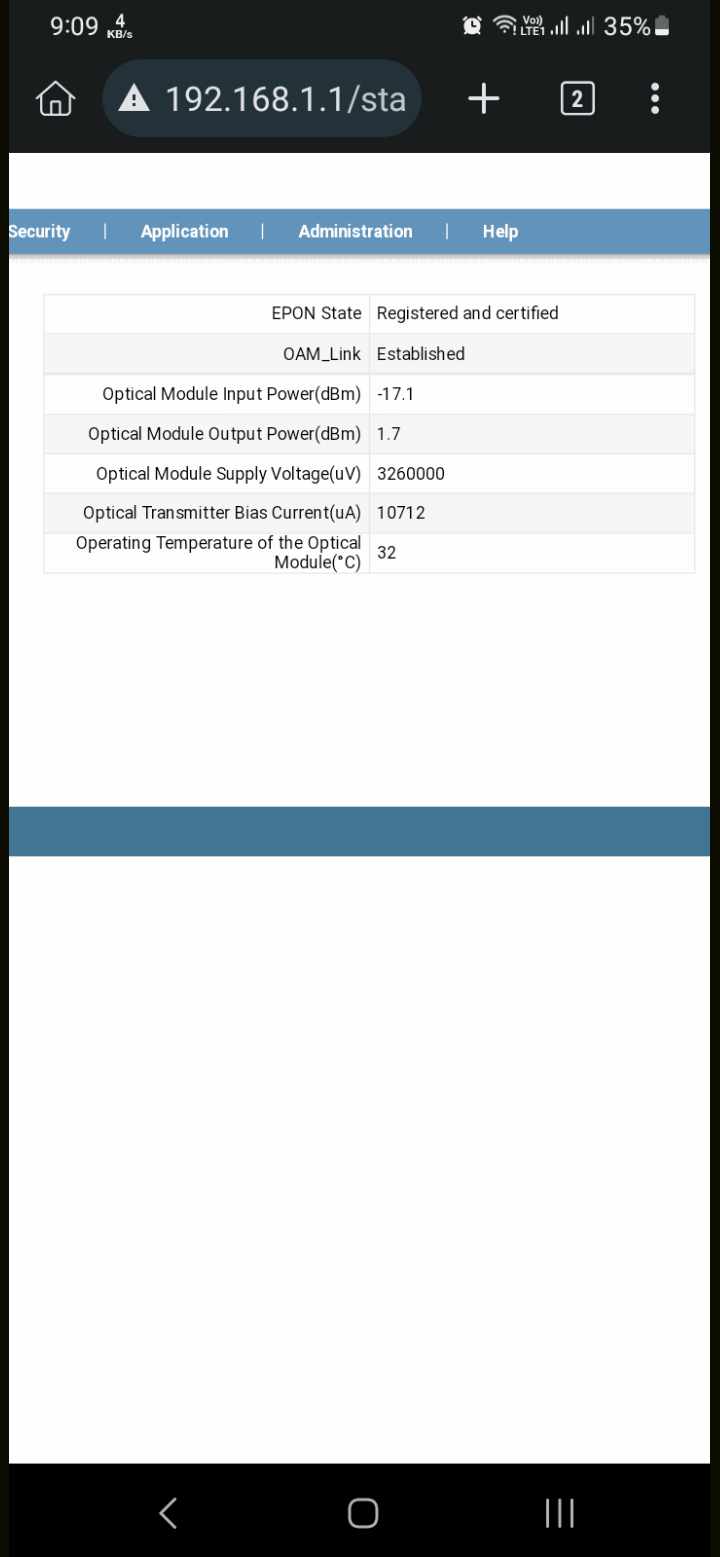 9:09 4 KB/s Vo)) LTE1 35%
192.168.1.1/sta 2
Security | Application | Administration | Help
EPON State Registered and certified
OAM_Link Established
Optical Module Input Power(dBm) -17.1
Optical Module Output Power(dBm) 1.7
Optical Module Supply Voltage(uV) 3260000
Optical Transmitter Bias Current(uA) 10712
Operating Temperature of the Optical
Module(°C) 32